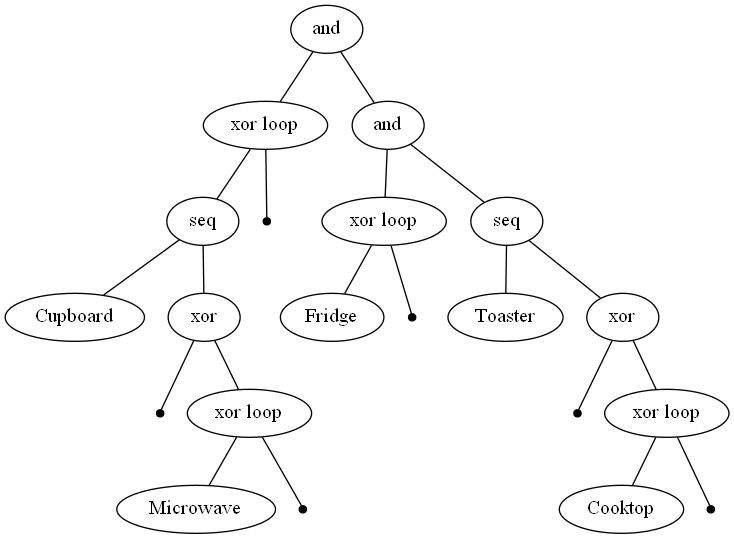 and
xor loop
and
seq
xor loop
seq
Cupboard
xor
Fridge
Toaster
xor
xor loop
xor loop
Microwave
Cooktop